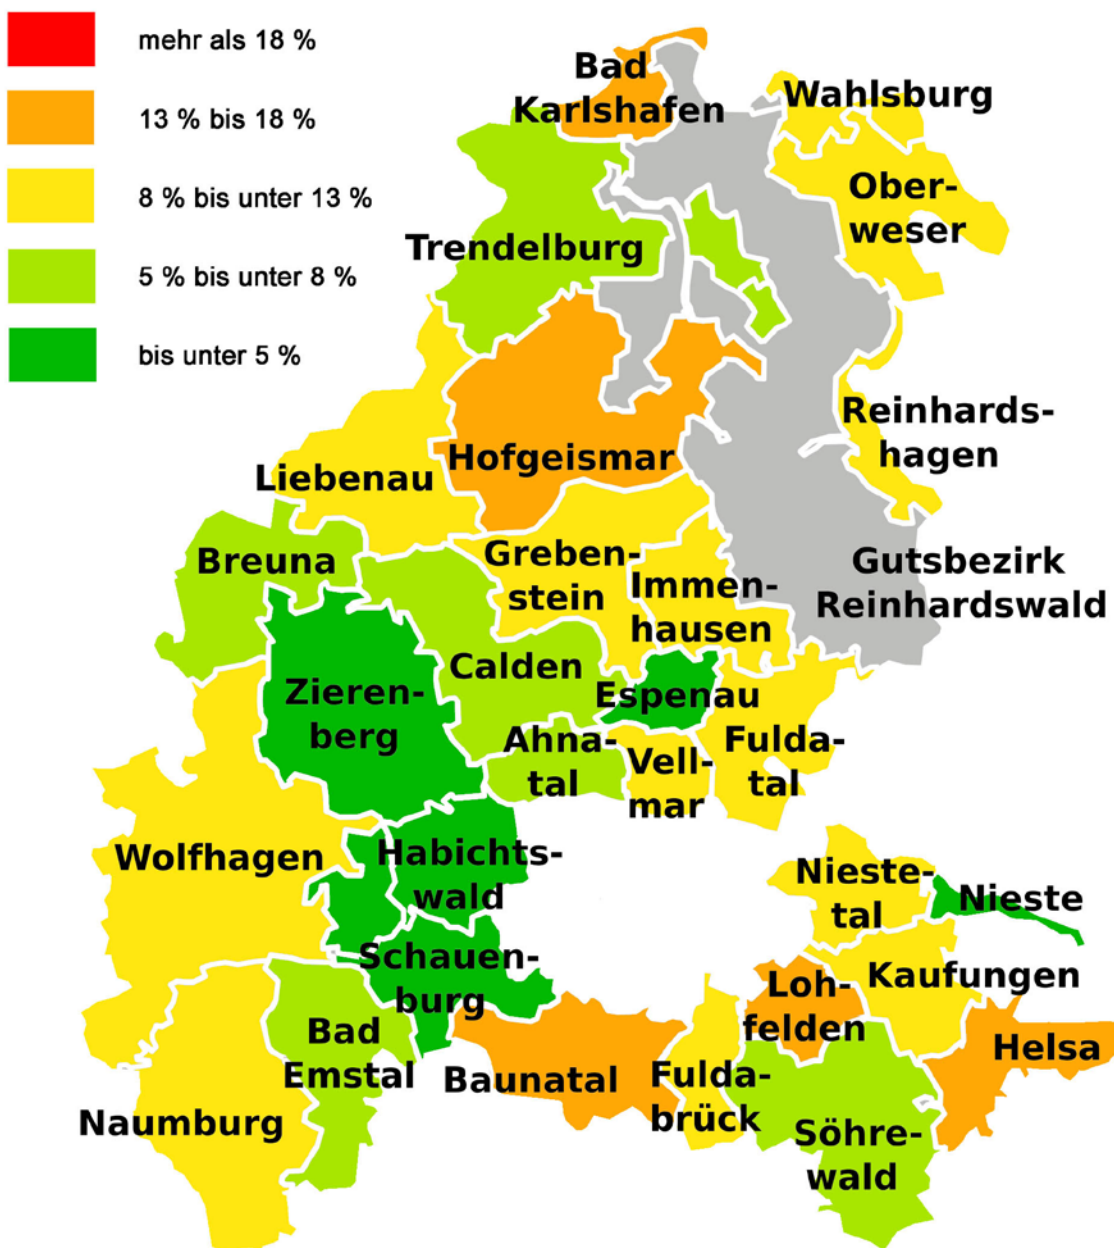 mehr als 18 %
13 % bis 18 %
8 % bis unter 13 %
5 % bis unter 8 %
bis unter 5 %
Bad
Karlshafen
Wahlsburg
Ober-
weser
Trendelburg
Reinhards-
hagen
Hofgeismar
Liebenau
Breuna
Greben-
stein
Immen-
hausen
Gutsbezirk
Reinhardswald
Calden
Zieren-
berg
Espenau
Ahna-
tal
Vell-
mar
Fulda-
tal
Wolfhagen
Habichts-
wald
Nieste-
tal
Nieste
Schauen-
burg
Kaufungen
Loh-
felden
Bad
Emstal
Helsa
Baunatal
Fulda-
brück
Naumburg
Söhre-
wald